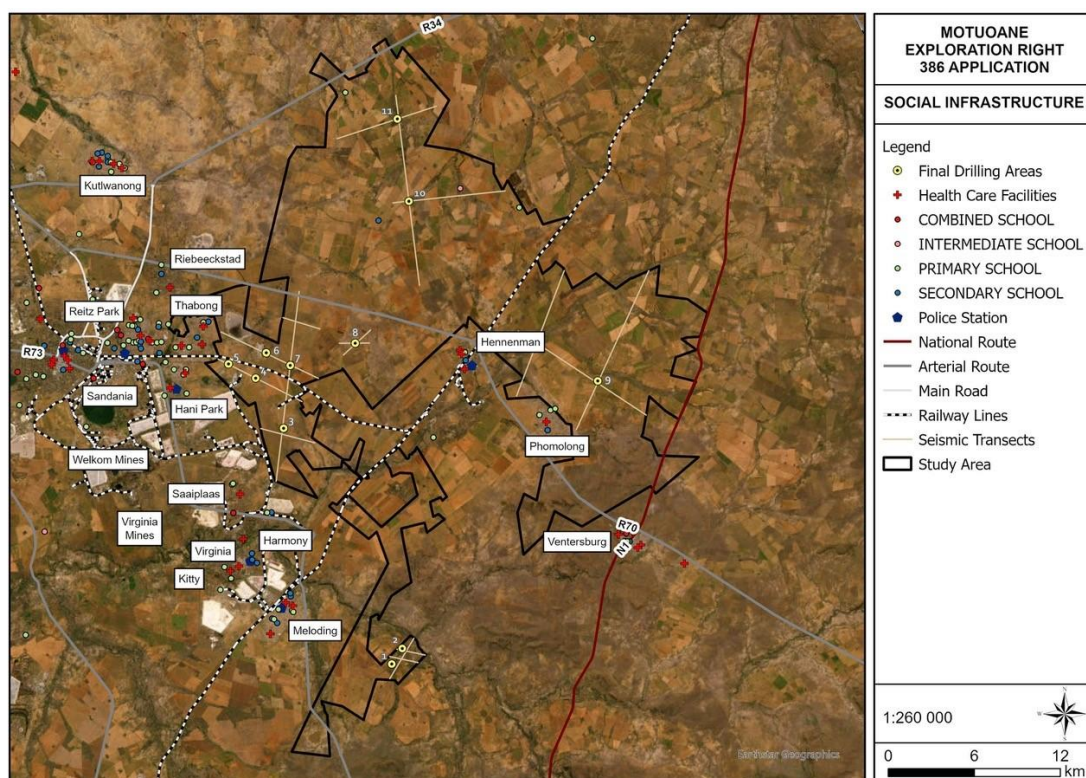 MOTUOANE
EXPLORATION RIGHT
386 APPLICATION
SOCIAL INFRASTRUCTURE
Legend
Final Drilling Areas
Health Care Facilities
COMBINED SCHOOL
INTERMEDIATE SCHOOL
PRIMARY SCHOOL
SECONDARY SCHOOL
Police Station
National Route
Arterial Route
Main Road
Railway Lines
Seismic Transects
Study Area
1:260 000
0 6 12
km
R34
11
10
Kutlwanong
Riebeeckstad
Thabong
Reitz Park
R73
8
6
5
7
4
Hennenman
9
Sandania
Hani Park
3
Phomolong
Welkom Mines
Saaiplaas
Virginia
Mines
Harmony
R70
Ventersburg
N1
Virginia
Kitty
Meloding
2
1
Earthstar Geographics